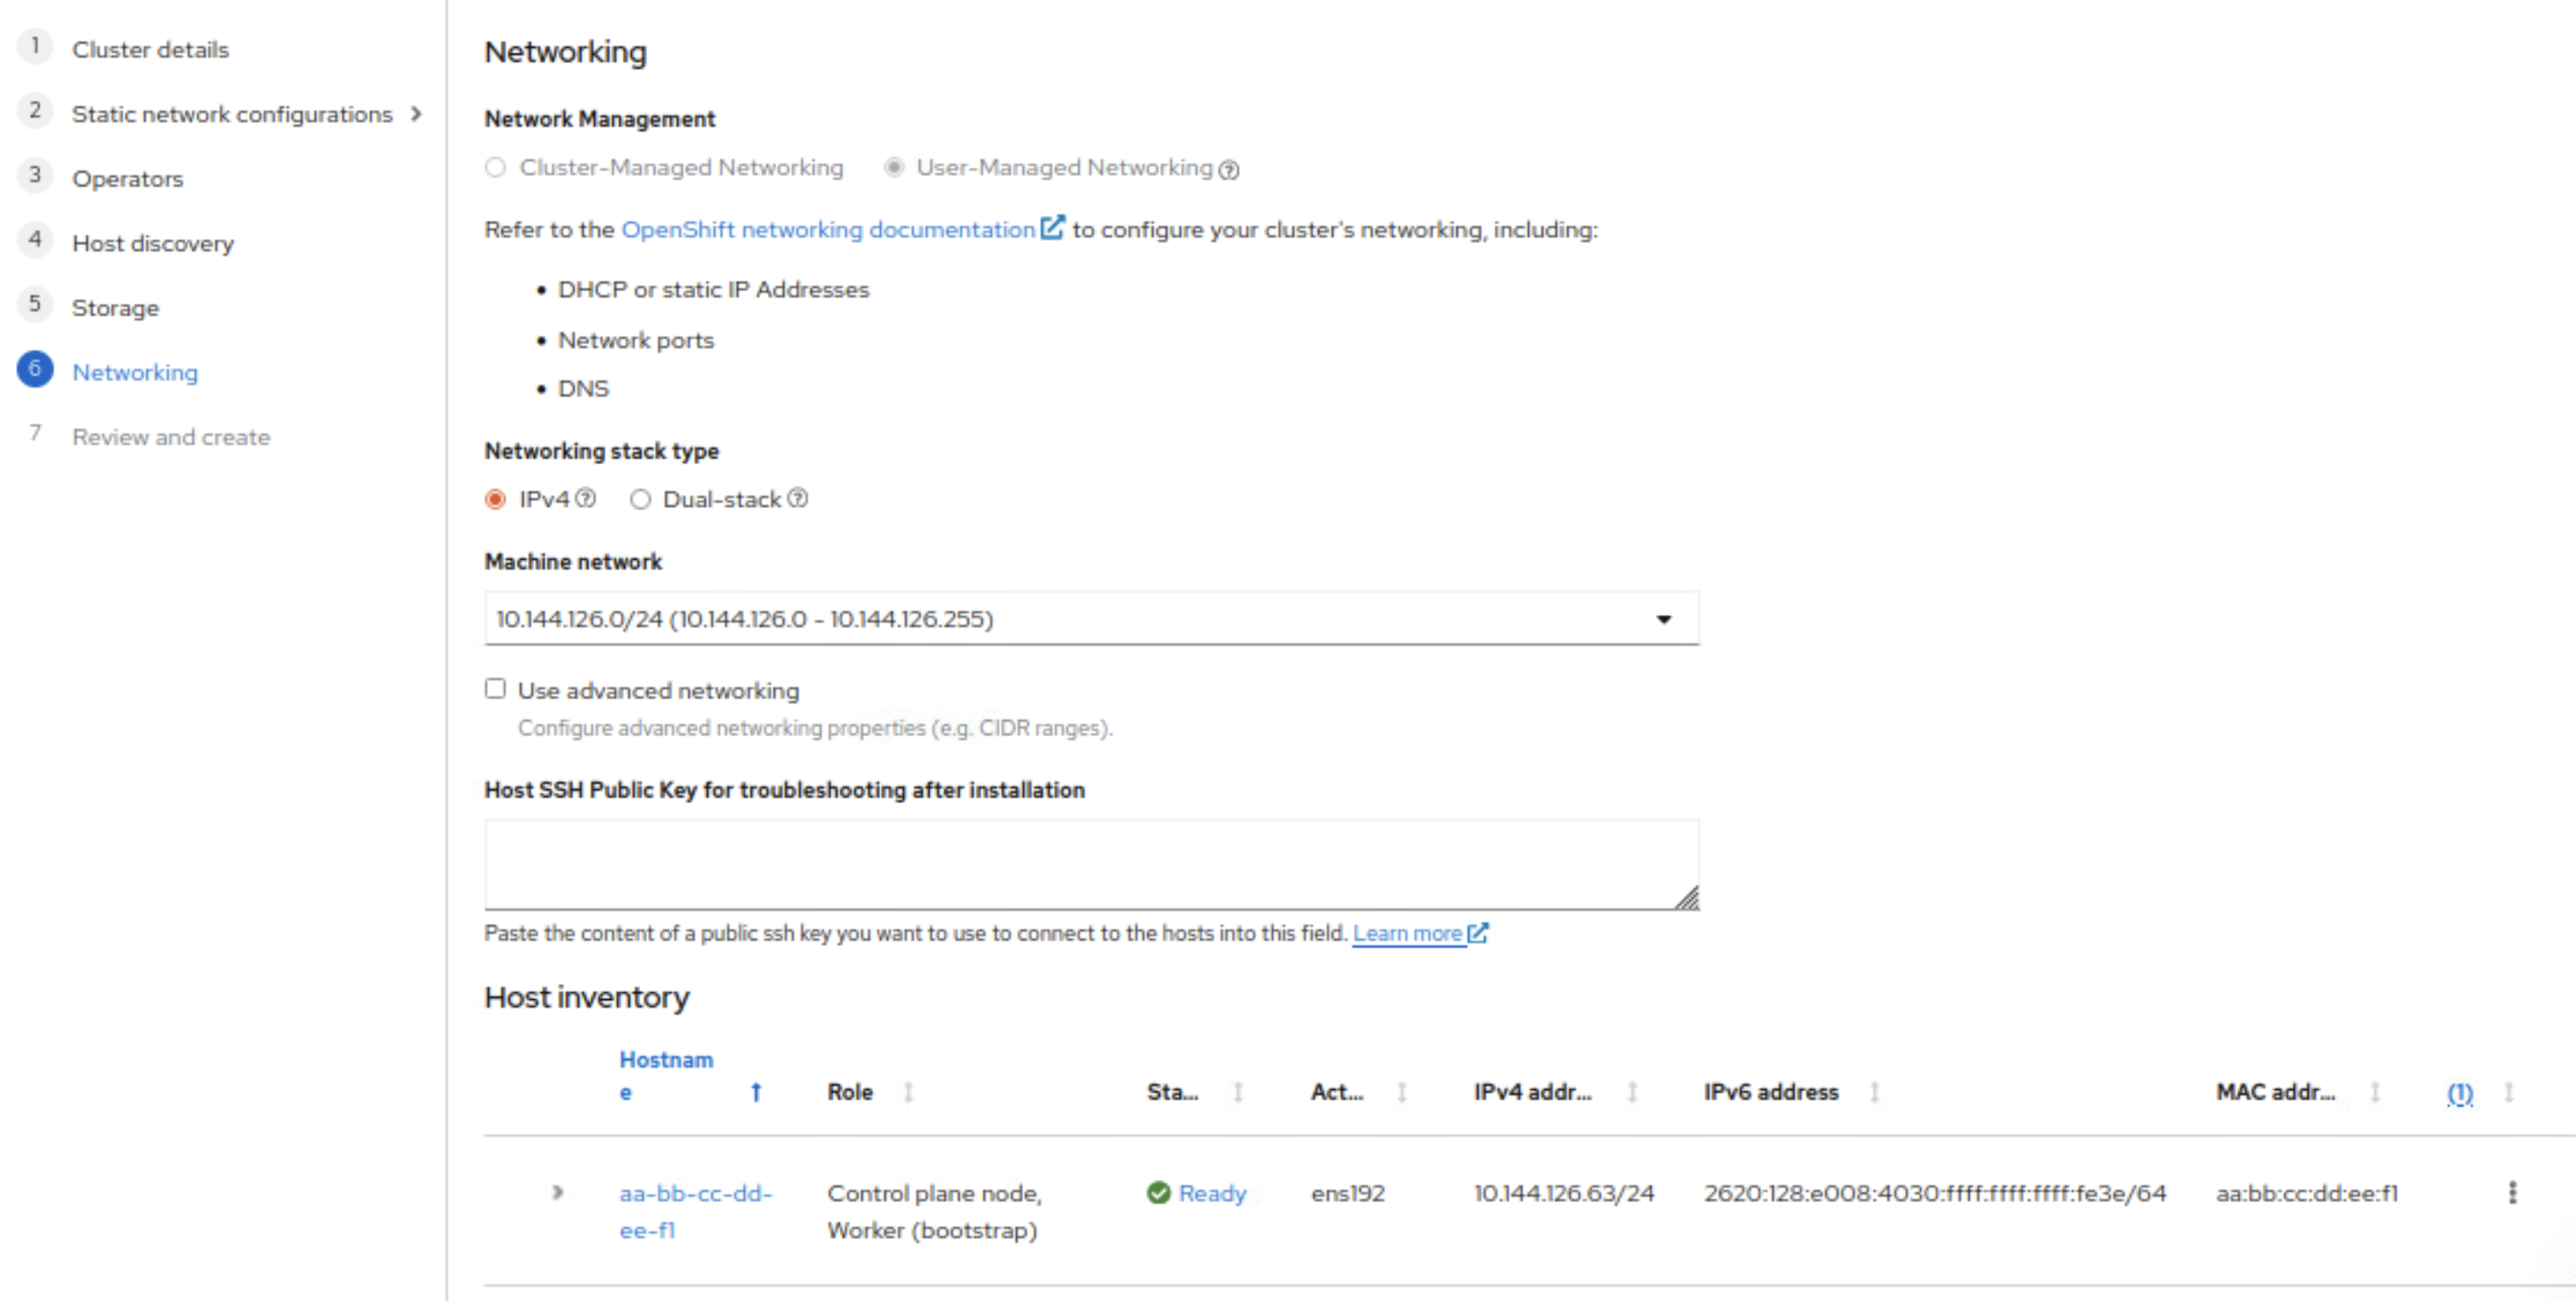 1 Cluster details
2 Static network configurations
3 Operators
4 Host discovery
5 Storage
6 Networking
7 Review and create
Networking
Network Management
Cluster-Managed Networking User-Managed Networking
Refer to the OpenShift networking documentation to configure your cluster's networking, including:
• DHCP or static IP Addresses
• Network ports
• DNS
Networking stack type
IPv4 Dual-stack
Machine network
10.144.126.0/24 (10.144.126.0 - 10.144.126.255)
Use advanced networking
Configure advanced networking properties (e.g. CIDR ranges).
Host SSH Public Key for troubleshooting after installation
Paste the content of a public ssh key you want to use to connect to the hosts into this field. Learn more
Host inventory
Hostnam
e Role Sta... Act... IPv4 addr... IPv6 address MAC addr... (1)
aa-bb-cc-dd- Control plane node, Ready ens192 10.144.126.63/24 2620:128:e008:4030:ffff:ffff:ffff:fe3e/64 aa:bb:cc:dd:ee:f1
ee-f1 Worker (bootstrap)